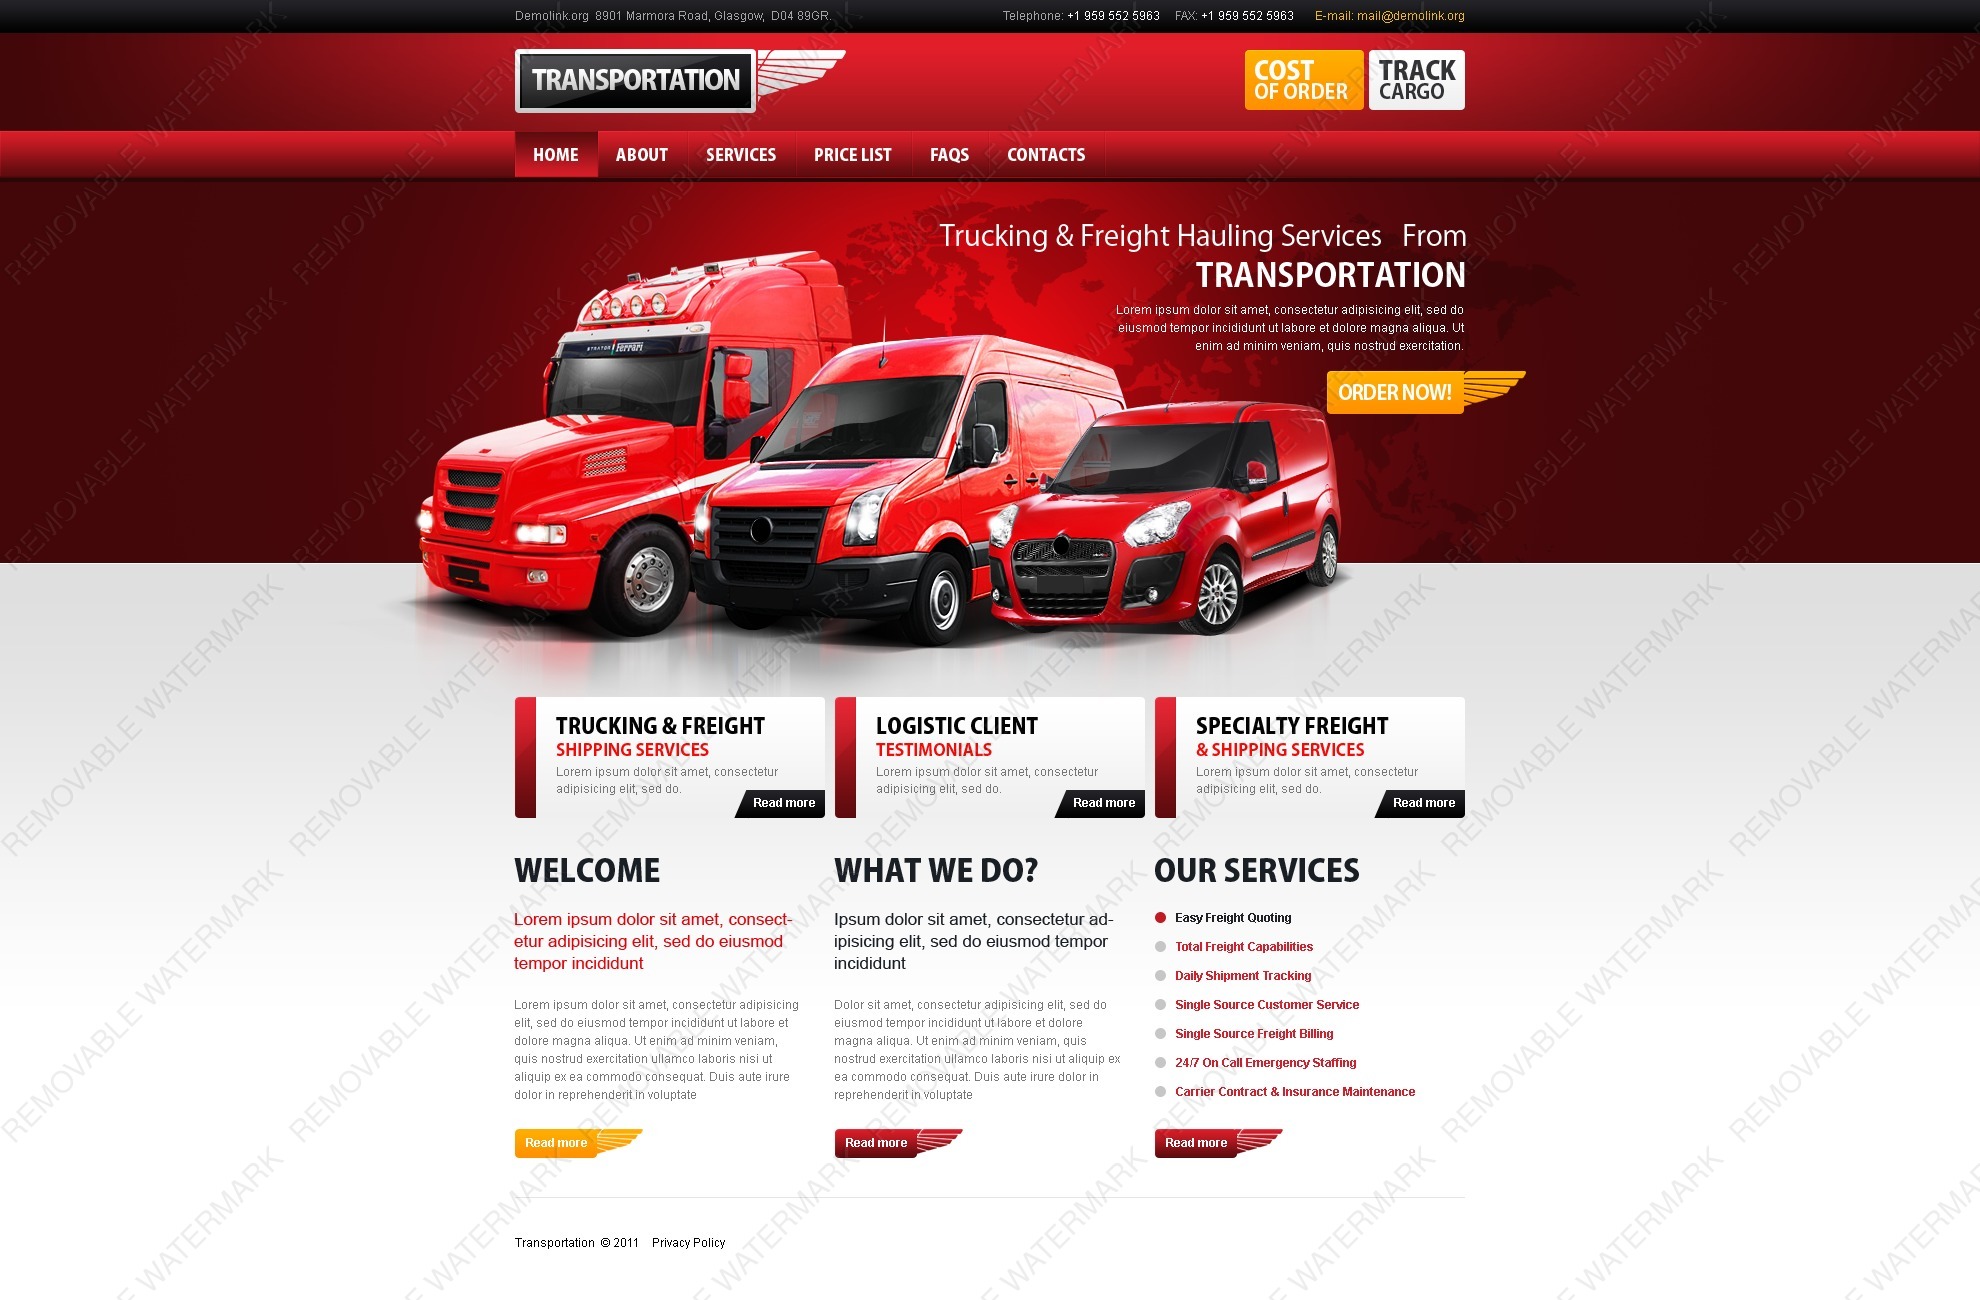 Demolink.org 8901 Marmora Road, Glasgow, D04 89GR.
Telephone: +1 959 552 5963 FAX: +1 959 552 5963 E-mail: mail@demolink.org
TRANSPORTATION
COST
OF ORDER
TRACK
CARGO
HOME ABOUT SERVICES PRICE LIST FAQS CONTACTS
Trucking & Freight Hauling Services From
TRANSPORTATION
Lorem ipsum dolor sit amet, consectetur adipisicing elit, sed do
eiusmod tempor incididunt ut labore et dolore magna aliqua. Ut
enim ad minim veniam, quis nostrud exercitation.
ORDER NOW!
STRATOR Ferrari
TRUCKING & FREIGHT
SHIPPING SERVICES
Lorem ipsum dolor sit amet, consectetur
adipisicing elit, sed do.
Read more
LOGISTIC CLIENT
TESTIMONIALS
Lorem ipsum dolor sit amet, consectetur
adipisicing elit, sed do.
Read more
SPECIALTY FREIGHT
& SHIPPING SERVICES
Lorem ipsum dolor sit amet, consectetur
adipisicing elit, sed do.
Read more
WELCOME
Lorem ipsum dolor sit amet, consect-
etur adipisicing elit, sed do eiusmod
tempor incididunt
Lorem ipsum dolor sit amet, consectetur adipisicing
elit, sed do eiusmod tempor incididunt ut labore et
dolore magna aliqua. Ut enim ad minim veniam,
quis nostrud exercitation ullamco laboris nisi ut
aliquip ex ea commodo consequat. Duis aute irure
dolor in reprehenderit in voluptate
Read more
WHAT WE DO?
Ipsum dolor sit amet, consectetur ad-
ipisicing elit, sed do eiusmod tempor
incididunt
Dolor sit amet, consectetur adipisicing elit, sed do
eiusmod tempor incididunt ut labore et dolore
magna aliqua. Ut enim ad minim veniam, quis
nostrud exercitation ullamco laboris nisi ut aliquip ex
ea commodo consequat. Duis aute irure dolor in
reprehenderit in voluptate
Read more
OUR SERVICES
Easy Freight Quoting
Total Freight Capabilities
Daily Shipment Tracking
Single Source Customer Service
Single Source Freight Billing
24/7 On Call Emergency Staffing
Carrier Contract & Insurance Maintenance
Read more
Transportation © 2011 Privacy Policy
REMOVABLE WATERMARK